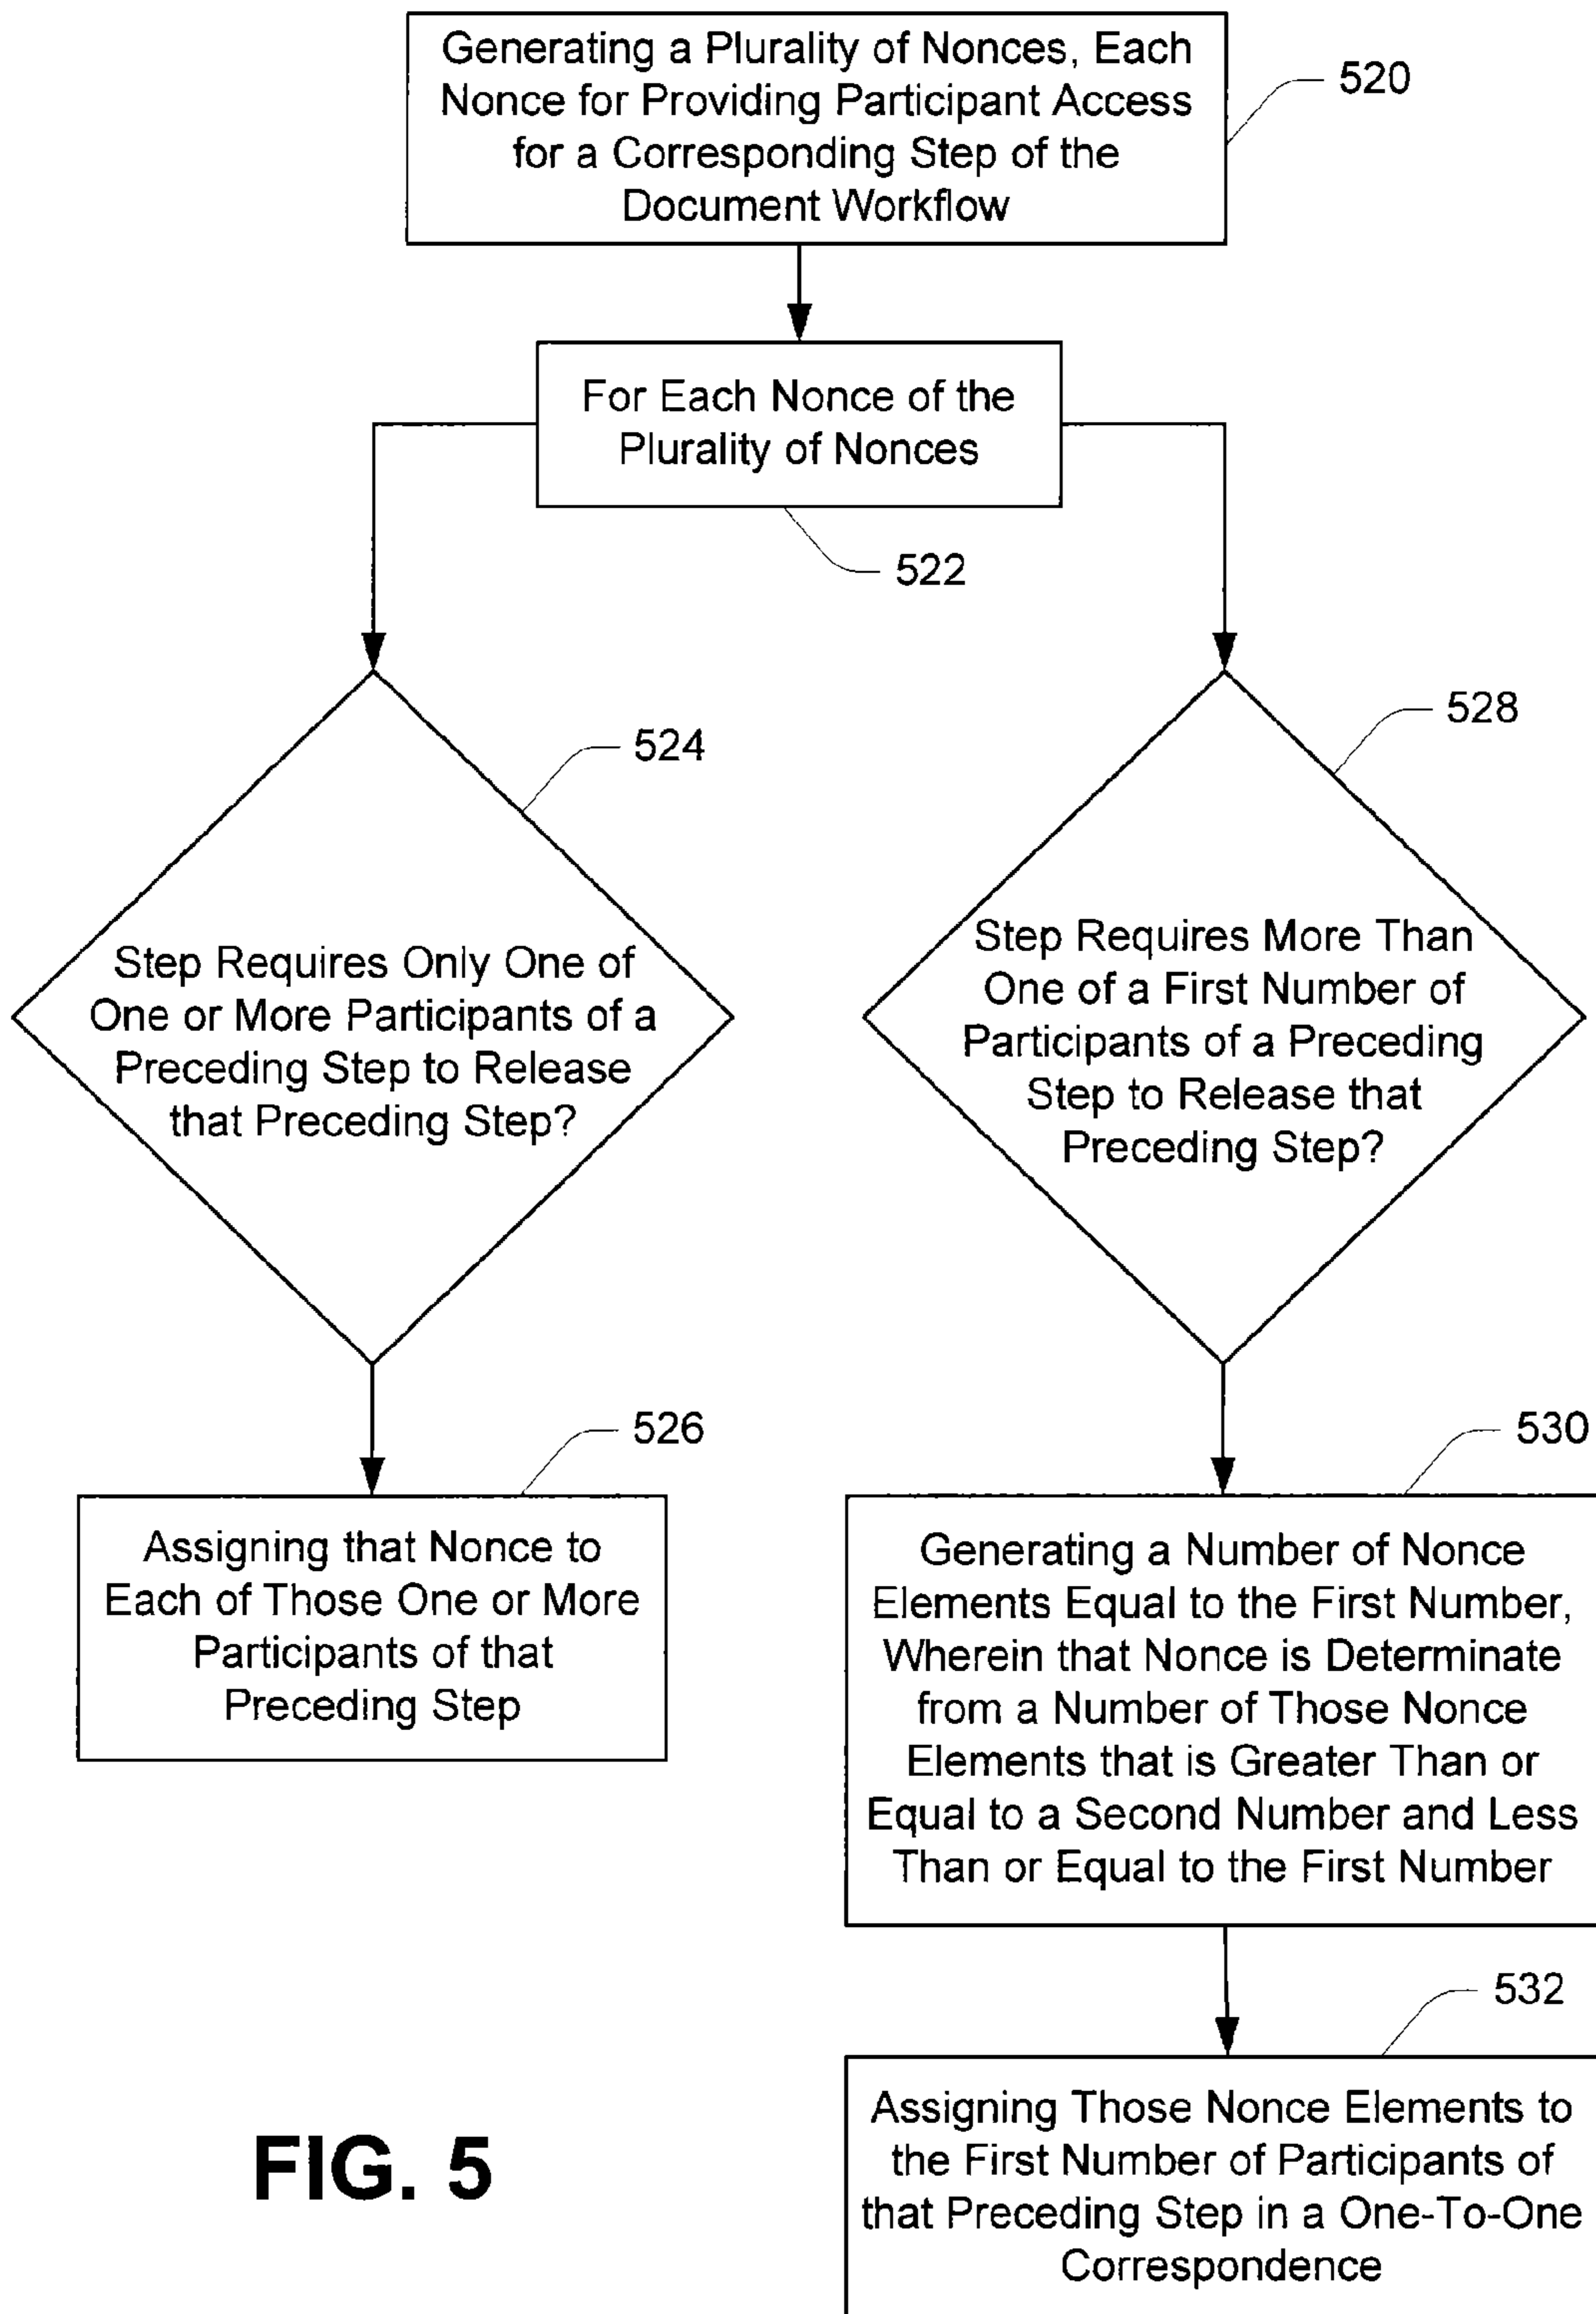 Generating a Plurality of Nonces, Each
Nonce for Providing Participant Access
for a Corresponding Step of the
Document Workflow
520
For Each Nonce of the
Plurality of Nonces
522
524
Step Requires Only One of
One or More Participants of a
Preceding Step to Release
that Preceding Step?
528
Step Requires More Than
One of a First Number of
Participants of a Preceding
Step to Release that
Preceding Step?
526
Assigning that Nonce to
Each of Those One or More
Participants of that
Preceding Step
530
Generating a Number of Nonce
Elements Equal to the First Number,
Wherein that Nonce is Determinate
from a Number of Those Nonce
Elements that is Greater Than or
Equal to a Second Number and Less
Than or Equal to the First Number
532
Assigning Those Nonce Elements to
the First Number of Participants of
that Preceding Step in a One-To-One
Correspondence
FIG. 5